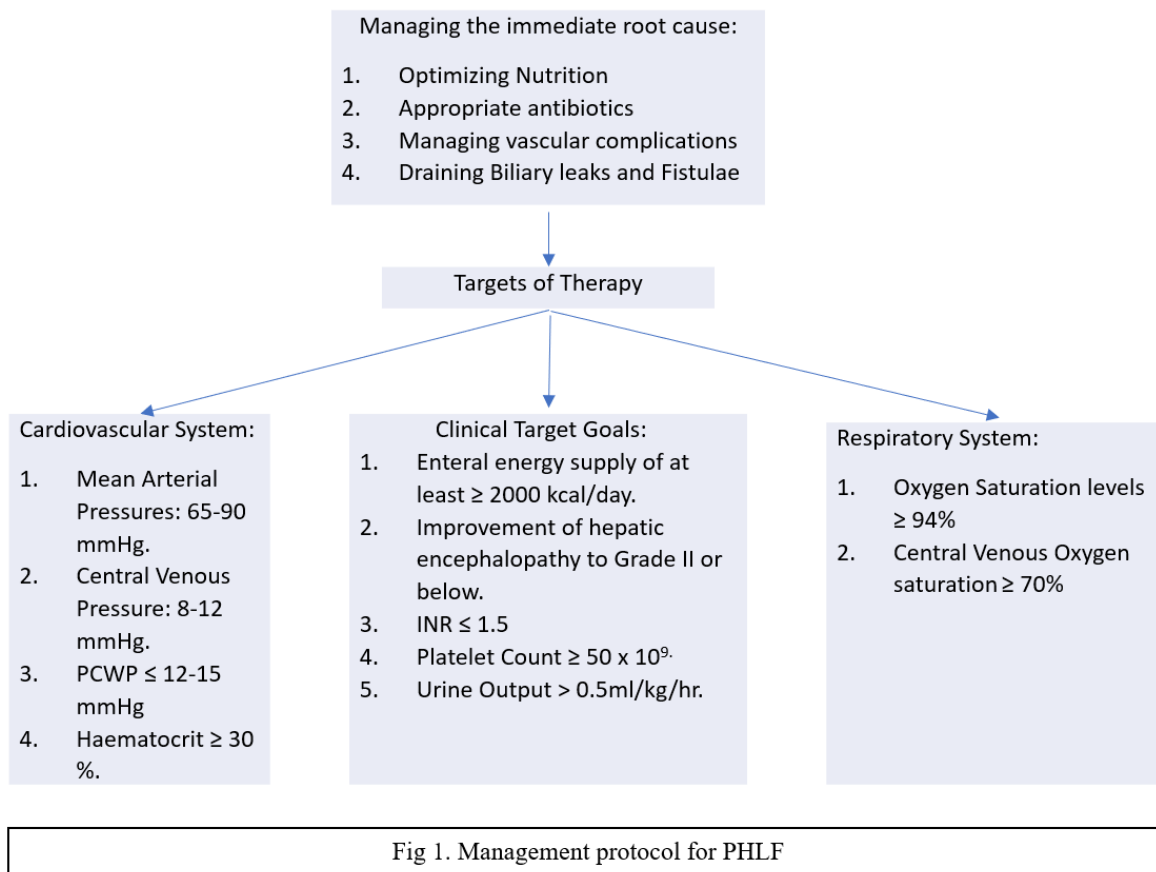 Managing the immediate root cause:
1. Optimizing Nutrition
2. Appropriate antibiotics
3. Managing vascular complications
4. Draining Biliary leaks and Fistulae
Targets of Therapy
Cardiovascular System:
1. Mean Arterial
Pressures: 65-90
mmHg.
2. Central Venous
Pressure: 8-12
mmHg.
3. PCWP ≤ 12-15
mmHg
4. Haematocrit ≥ 30
%.
Clinical Target Goals:
1. Enteral energy supply of at
least ≥ 2000 kcal/day.
2. Improvement of hepatic
encephalopathy to Grade II or
below.
3. INR ≤ 1.5
4. Platelet Count ≥ 50 x 10⁹.
5. Urine Output > 0.5ml/kg/hr.
Respiratory System:
1. Oxygen Saturation levels
≥ 94%
2. Central Venous Oxygen
saturation ≥ 70%
Fig 1. Management protocol for PHLF